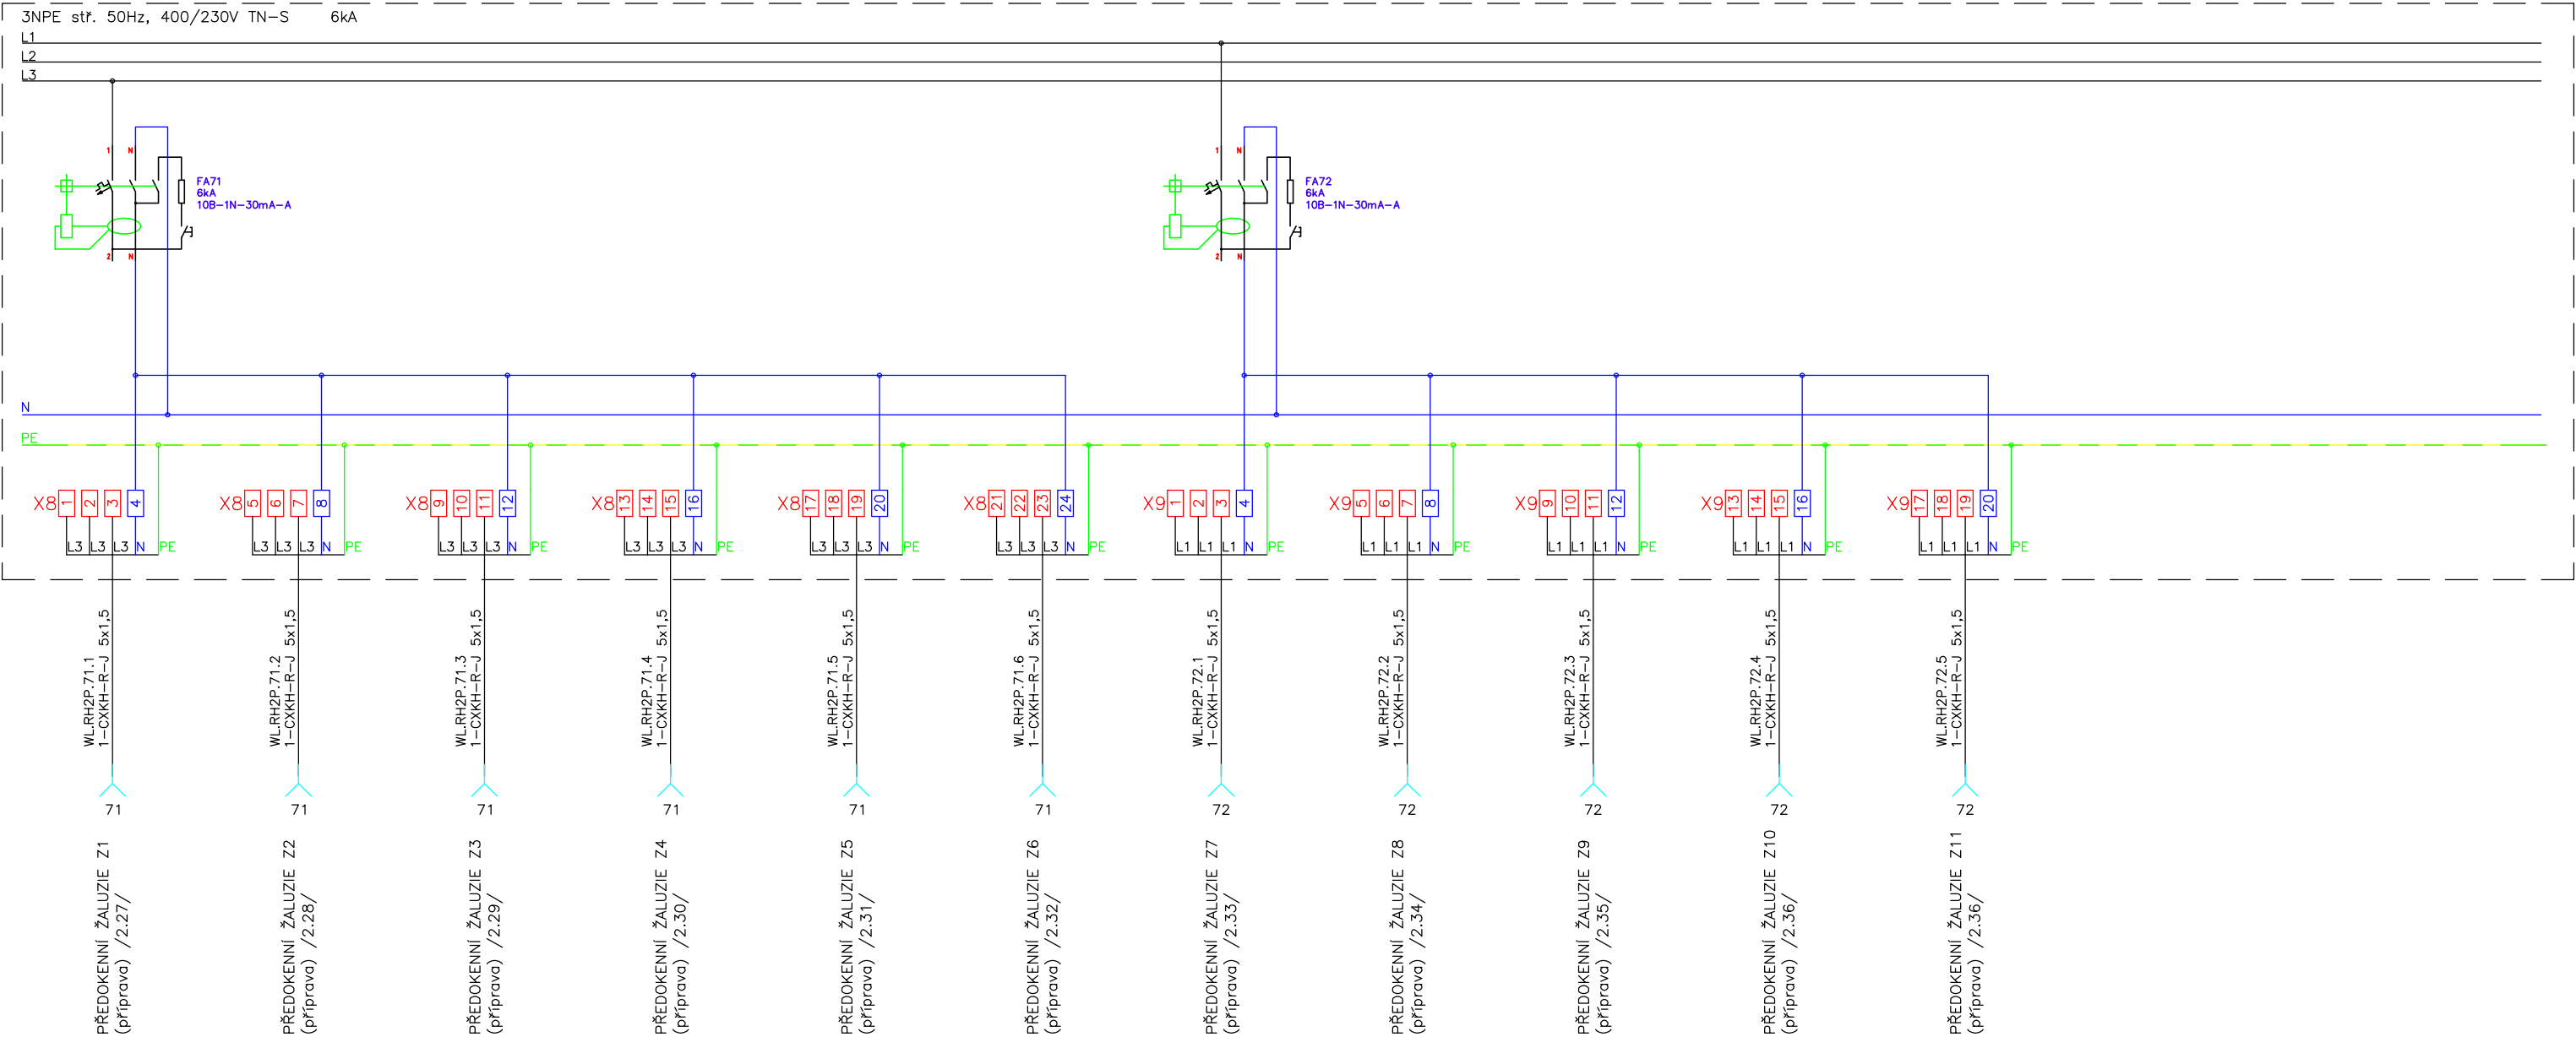 3NPE stř. 50Hz, 400/230V TN-S 6kA
L1
L2
L3
1 N
FA71
6kA
10B-1N-30mA-A
2 N
1 N
FA72
6kA
10B-1N-30mA-A
2 N
N
PE
X8 1 2 3 4
X8 5 6 7 8
X8 9 10 11 12
X8 13 14 15 16
X8 17 18 19 20
X8 21 22 23 24
X9 1 2 3 4
X9 5 6 7 8
X9 9 10 11 12
X9 13 14 15 16
X9 17 18 19 20
L3 L3 L3 N PE
L3 L3 L3 N PE
L3 L3 L3 N PE
L3 L3 L3 N PE
L3 L3 L3 N PE
L3 L3 L3 N PE
L1 L1 L1 N PE
L1 L1 L1 N PE
L1 L1 L1 N PE
L1 L1 L1 N PE
L1 L1 L1 N PE
WL.RH2P.71.1
1-CXKH-R-J 5x1,5
WL.RH2P.71.2
1-CXKH-R-J 5x1,5
WL.RH2P.71.3
1-CXKH-R-J 5x1,5
WL.RH2P.71.4
1-CXKH-R-J 5x1,5
WL.RH2P.71.5
1-CXKH-R-J 5x1,5
WL.RH2P.71.6
1-CXKH-R-J 5x1,5
WL.RH2P.72.1
1-CXKH-R-J 5x1,5
WL.RH2P.72.2
1-CXKH-R-J 5x1,5
WL.RH2P.72.3
1-CXKH-R-J 5x1,5
WL.RH2P.72.4
1-CXKH-R-J 5x1,5
WL.RH2P.72.5
1-CXKH-R-J 5x1,5
71
71
71
71
71
71
72
72
72
72
72
PŘEDOKENNÍ ŽALUZIE Z1
(příprava) /2.27/
PŘEDOKENNÍ ŽALUZIE Z2
(příprava) /2.28/
PŘEDOKENNÍ ŽALUZIE Z3
(příprava) /2.29/
PŘEDOKENNÍ ŽALUZIE Z4
(příprava) /2.30/
PŘEDOKENNÍ ŽALUZIE Z5
(příprava) /2.31/
PŘEDOKENNÍ ŽALUZIE Z6
(příprava) /2.32/
PŘEDOKENNÍ ŽALUZIE Z7
(příprava) /2.33/
PŘEDOKENNÍ ŽALUZIE Z8
(příprava) /2.34/
PŘEDOKENNÍ ŽALUZIE Z9
(příprava) /2.35/
PŘEDOKENNÍ ŽALUZIE Z10
(příprava) /2.36/
PŘEDOKENNÍ ŽALUZIE Z11
(příprava) /2.36/